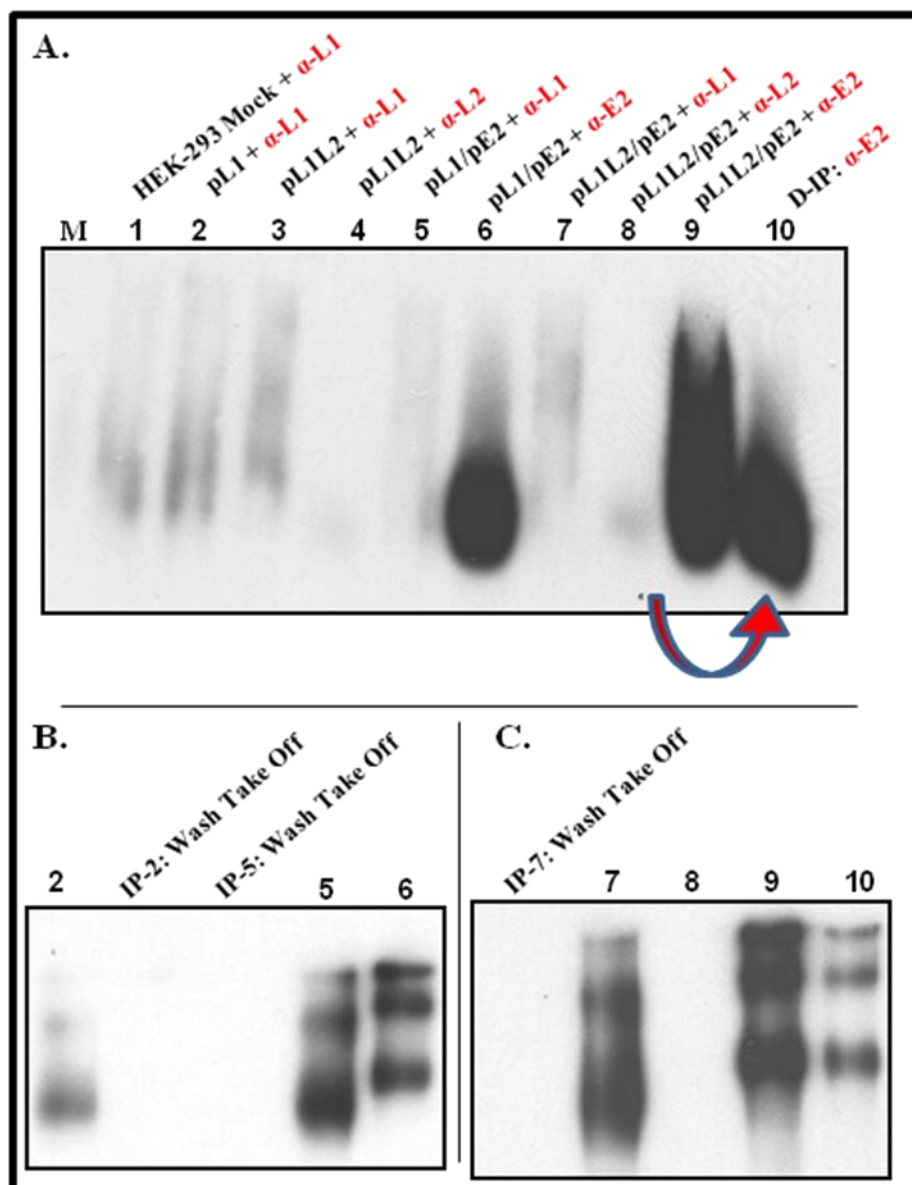 A.
HEK-293 Mock + α-L1
pL1 + α-L1
pL1L2 + α-L1
pL1L2 + α-L2
pL1/pE2 + α-L1
pL1/pE2 + α-E2
pL1L2/pE2 + α-L1
pL1L2/pE2 + α-L2
pL1L2/pE2 + α-E2
D-IP: α-E2
M 1 2 3 4 5 6 7 8 9 10
B.
IP-2: Wash Take Off
IP-5: Wash Take Off
2 5 6
C.
IP-7: Wash Take Off
7 8 9 10